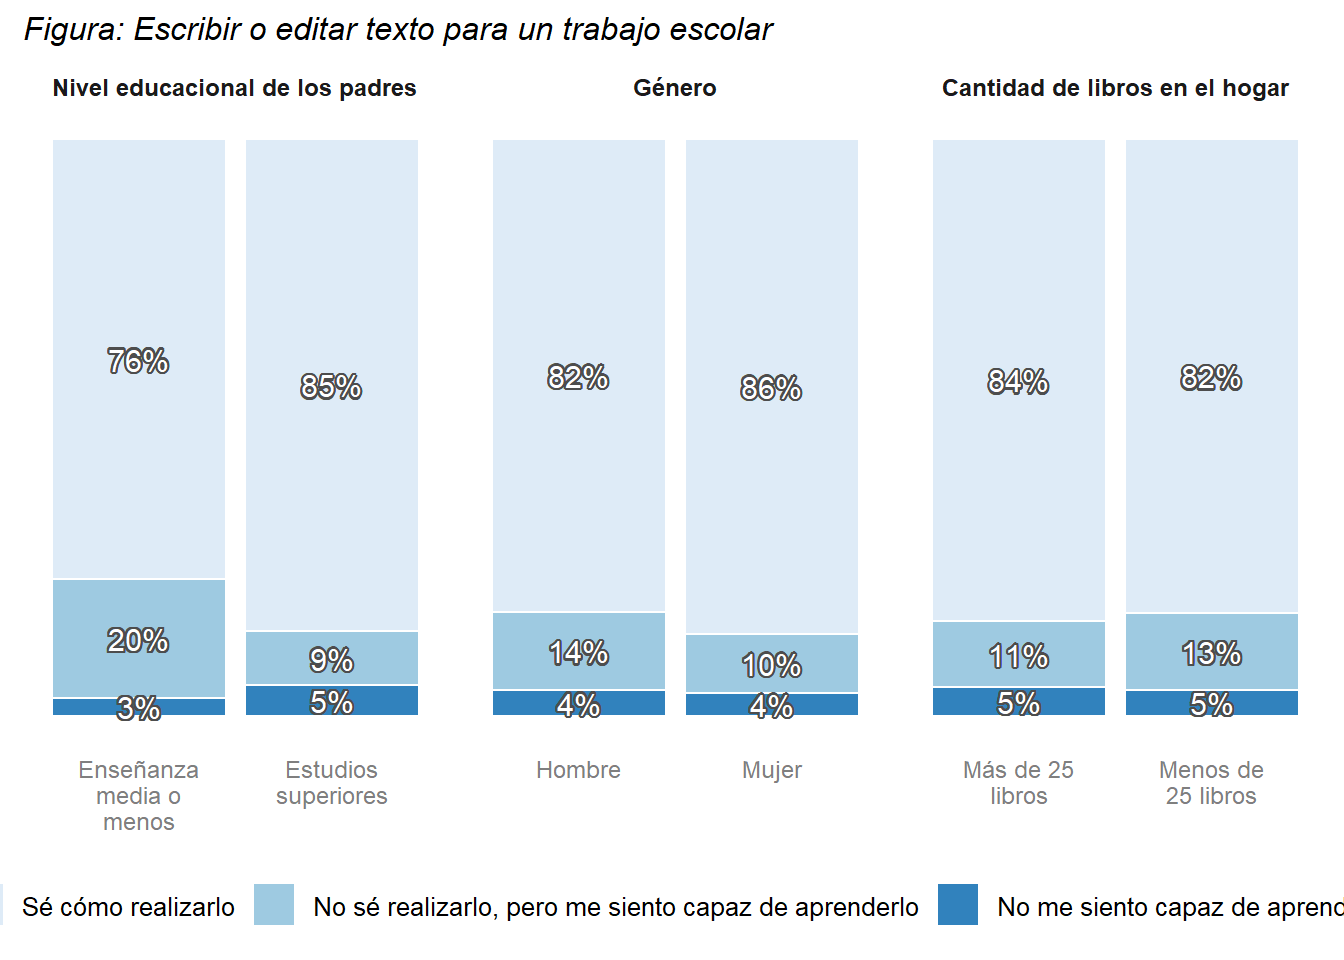 Figura: Escribir o editar texto para un trabajo escolar
Nivel educacional de los padres
Género
Cantidad de libros en el hogar
76%
85%
82%
86%
84%
82%
20%
9%
14%
10%
11%
13%
3%
5%
4%
4%
5%
5%
Enseñanza
media o
menos
Estudios
superiores
Hombre
Mujer
Más de 25
libros
Menos de
25 libros
Sé cómo realizarlo
No sé realizarlo, pero me siento capaz de aprenderlo
No me siento capaz de